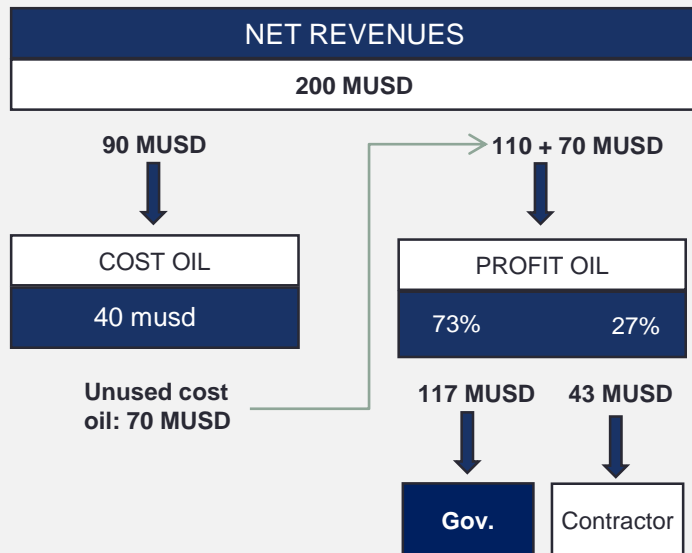 NET REVENUES
200 MUSD
90 MUSD
110 + 70 MUSD
COST OIL
PROFIT OIL
40 musd
73%
27%
Unused cost
oil: 70 MUSD
117 MUSD
43 MUSD
Gov.
Contractor